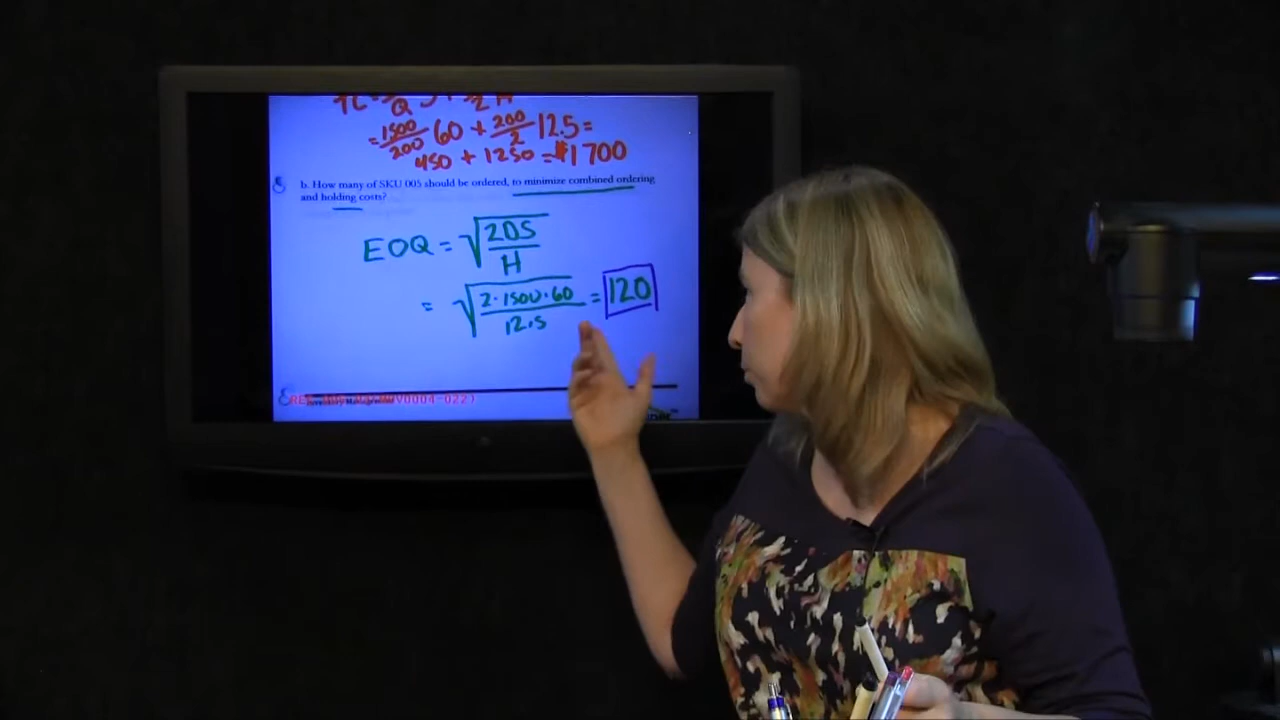 = 1500/200 60 + 200/2 12.5 =
450 + 1250 = $1700
b. How many of SKU 005 should be ordered, to minimize combined ordering
and holding costs?
EOQ = √2DS/H
= √2·1500·60/12.5 = 120